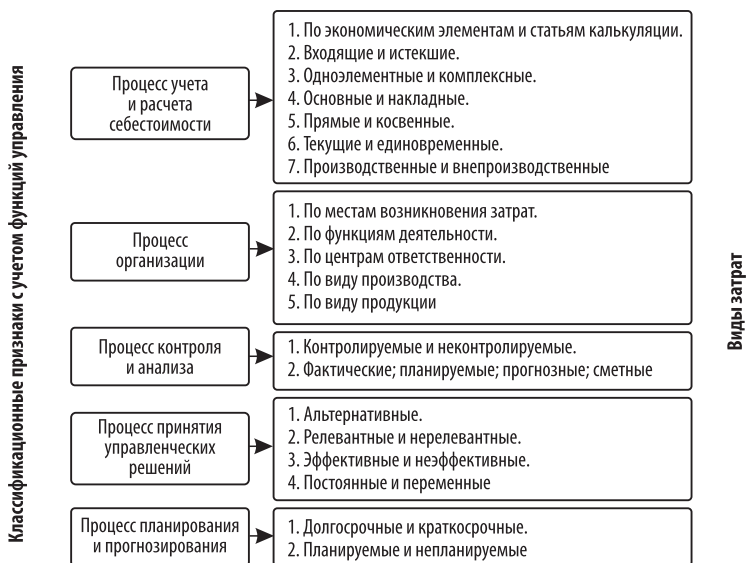 Классификационные признаки с учетом функций управления
Процесс учета
и расчета
себестоимости
1. По экономическим элементам и статьям калькуляции.
2. Входящие и истекшие.
3. Одноэлементные и комплексные.
4. Основные и накладные.
5. Прямые и косвенные.
6. Текущие и единовременные.
7. Производственные и внепроизводственные
Процесс
организации
1. По местам возникновения затрат.
2. По функциям деятельности.
3. По центрам ответственности.
4. По виду производства.
5. По виду продукции
Процесс контроля
и анализа
1. Контролируемые и неконтролируемые.
2. Фактические; планируемые; прогнозные; сметные
Процесс принятия
управленческих
решений
1. Альтернативные.
2. Релевантные и нерелевантные.
3. Эффективные и неэффективные.
4. Постоянные и переменные
Процесс планирования
и прогнозирования
1. Долгосрочные и краткосрочные.
2. Планируемые и непланируемые
Виды затрат